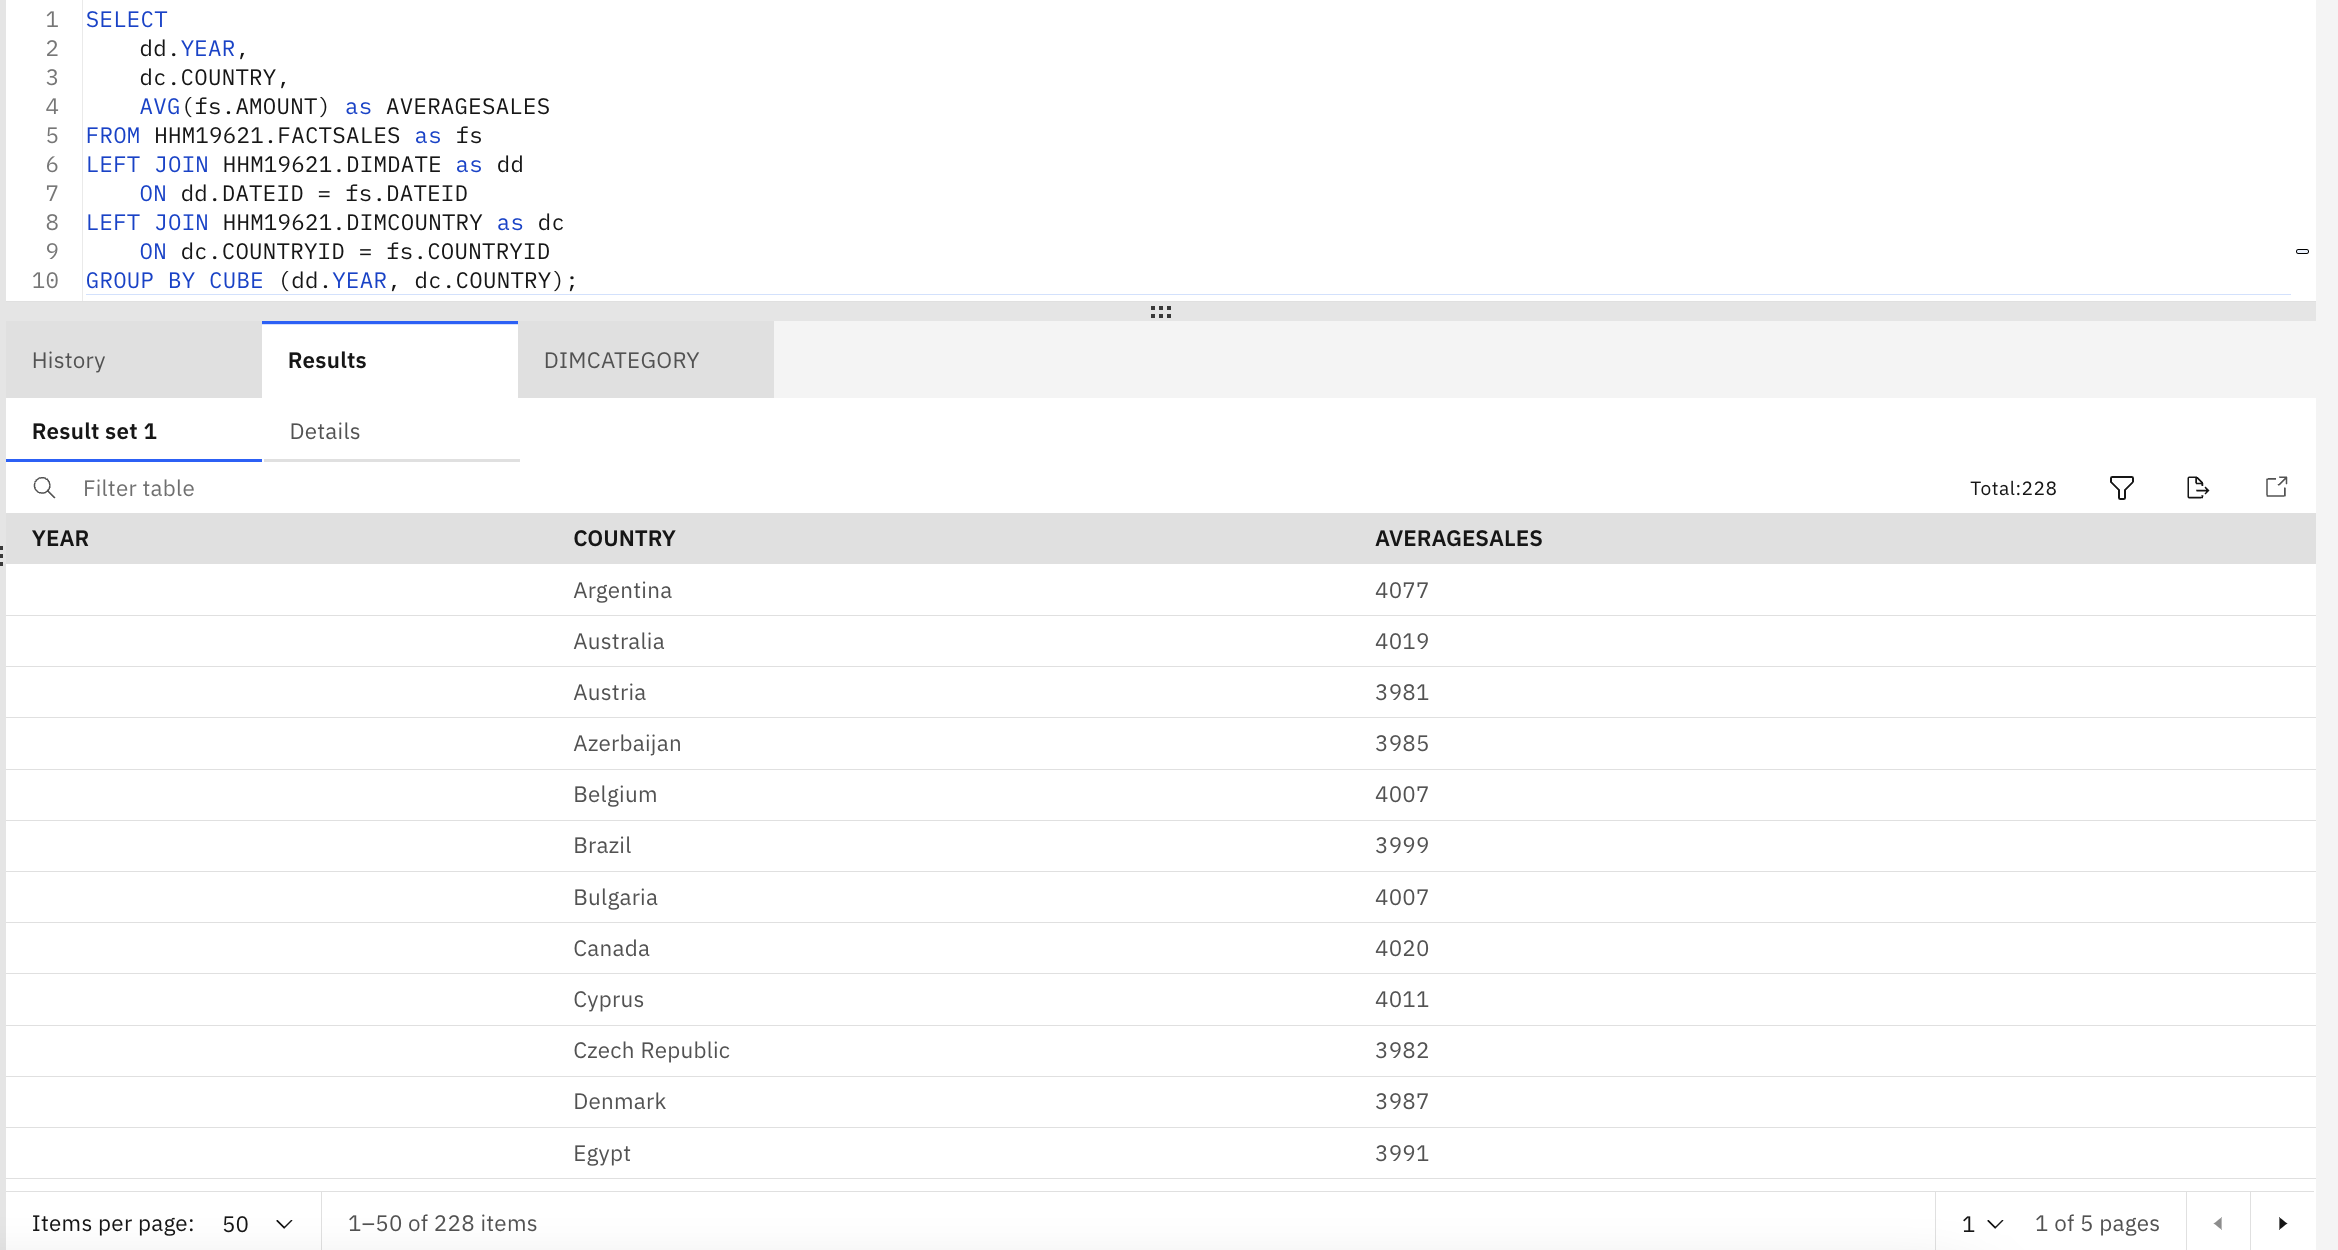 1 SELECT
2 dd.YEAR,
3 dc.COUNTRY,
4 AVG(fs.AMOUNT) as AVERAGESALES
5 FROM HHM19621.FACTSALES as fs
6 LEFT JOIN HHM19621.DIMDATE as dd
7 ON dd.DATEID = fs.DATEID
8 LEFT JOIN HHM19621.DIMCOUNTRY as dc
9 ON dc.COUNTRYID = fs.COUNTRYID
10 GROUP BY CUBE (dd.YEAR, dc.COUNTRY);
History Results DIMCATEGORY
Result set 1 Details
Filter table Total:228
YEAR COUNTRY AVERAGESALES
Argentina 4077
Australia 4019
Austria 3981
Azerbaijan 3985
Belgium 4007
Brazil 3999
Bulgaria 4007
Canada 4020
Cyprus 4011
Czech Republic 3982
Denmark 3987
Egypt 3991
Items per page: 50 1–50 of 228 items 1 1 of 5 pages